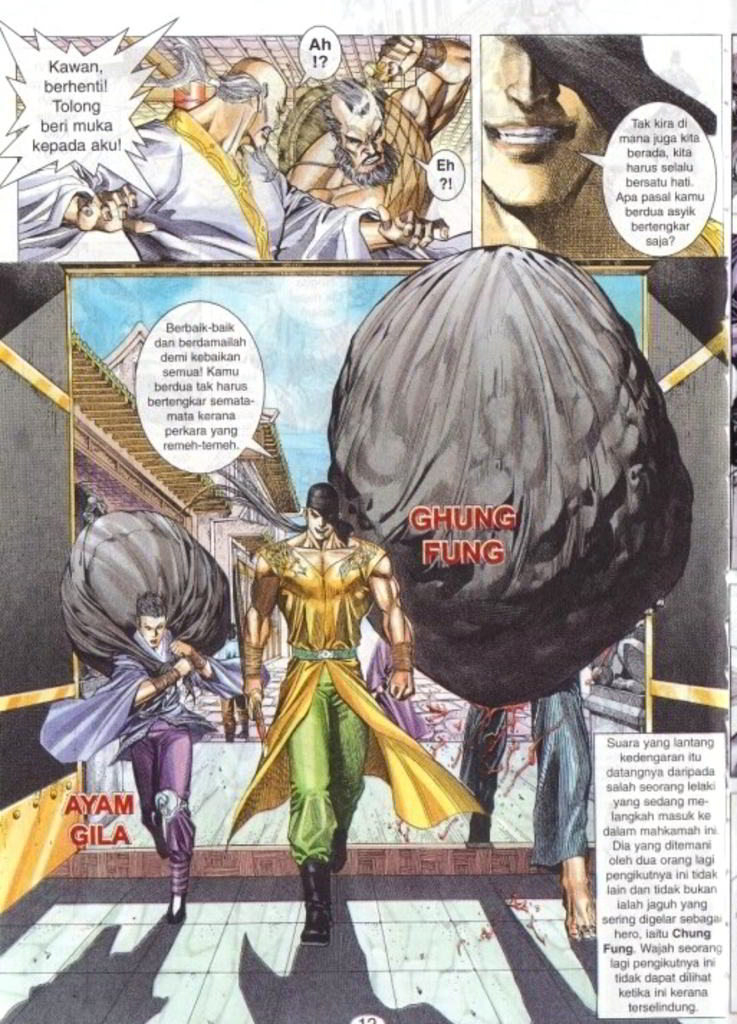 Kawan,
berhenti!
Tolong
beri muka
kepada aku!
Ah
!?
Eh
?!
Tak kira di
mana juga kita
berada, kita
harus selalu
bersatu hati.
Apa pasal kamu
berdua asyik
bertengkar
saja?
Berbaik-baik
dan berdamailah
demi kebaikan
semua! Kamu
berdua tak harus
bertengkar semata-
mata kerana
perkara yang
remeh-temeh.
GHUNG
FUNG
AYAM
GILA
Suara yang lantang
kedengaran itu
datangnya daripada
salah seorang lelaki
yang sedang me-
langkah masuk ke
dalam mahkamah ini.
Dia yang ditemani
oleh dua orang lagi
pengikutnya ini tidak
lain dan tidak bukan
ialah jaguh yang
sering digelar sebagai
hero, iaitu Chung
Fung. Wajah seorang
lagi pengikutnya ini
tidak dapat dilihat
ketika ini kerana
terselindung.
12